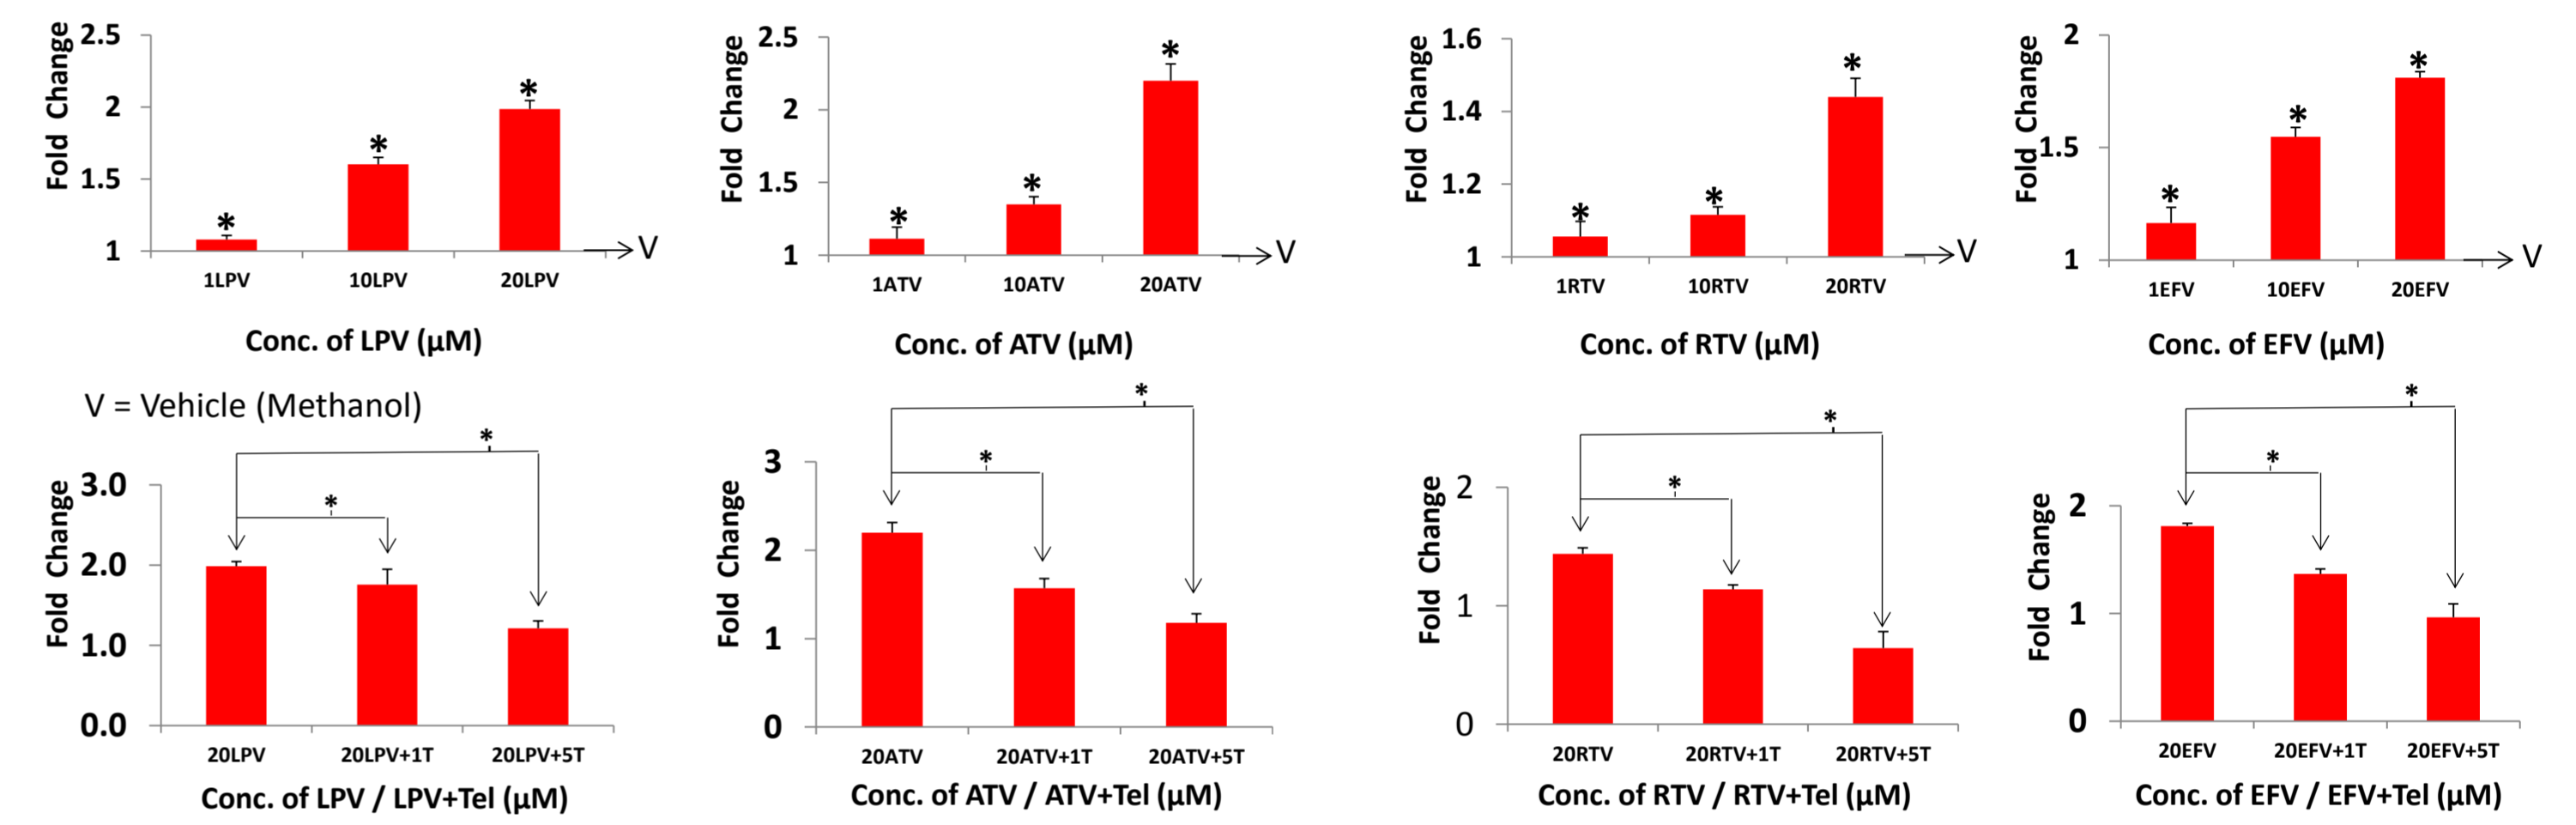 Fold Change
2.5
2
1.5
1
*
*
*
V
1LPV 10LPV 20LPV
Conc. of LPV (µM)
Fold Change
2.5
2
1.5
1
*
*
*
V
1ATV 10ATV 20ATV
Conc. of ATV (µM)
Fold Change
1.6
1.4
1.2
1
*
*
*
V
1RTV 10RTV 20RTV
Conc. of RTV (µM)
Fold Change
2
1.5
1
*
*
*
V
1EFV 10EFV 20EFV
Conc. of EFV (µM)
V = Vehicle (Methanol)
*
*
Fold Change
3.0
2.0
1.0
0.0
20LPV 20LPV+1T 20LPV+5T
Conc. of LPV / LPV+Tel (µM)
*
*
Fold Change
3
2
1
0
20ATV 20ATV+1T 20ATV+5T
Conc. of ATV / ATV+Tel (µM)
*
*
Fold Change
2
1
0
20RTV 20RTV+1T 20RTV+5T
Conc. of RTV / RTV+Tel (µM)
*
*
Fold Change
2
1
0
20EFV 20EFV+1T 20EFV+5T
Conc. of EFV / EFV+Tel (µM)